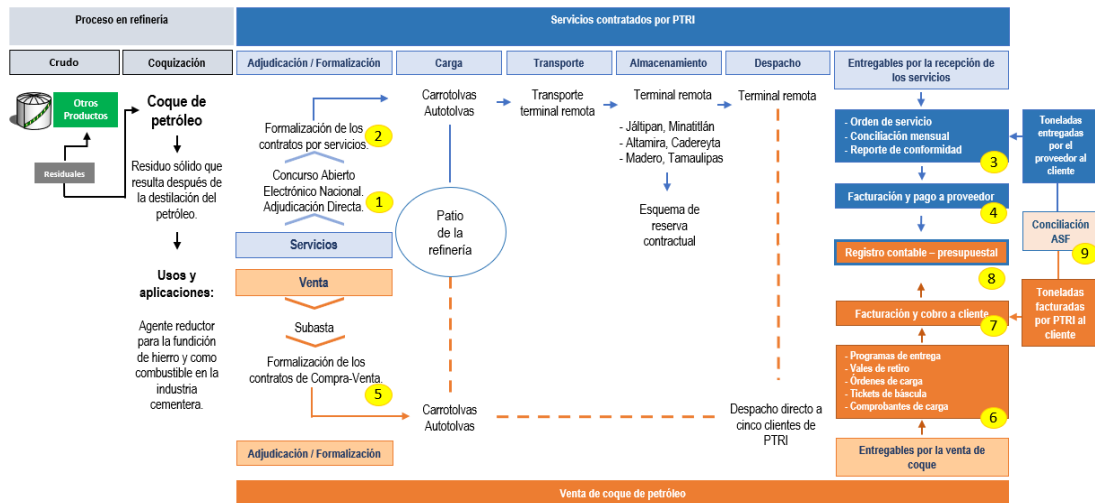 Proceso en refinería
Servicios contratados por PTRI
Crudo
Coquización
Adjudicación / Formalización
Carga
Transporte
Almacenamiento
Despacho
Entregables por la recepción de
los servicios
Otros
Productos
Residuales
Coque de
petróleo
Residuo sólido que
resulta después de
la destilación del
petróleo.
Usos y
aplicaciones:
Agente reductor
para la fundición
de hierro y como
combustible en la
industria
cementera.
Formalización de los
contratos por servicios.
2
Concurso Abierto
Electrónico Nacional.
Adjudicación Directa.
1
Servicios
Venta
Subasta
Formalización de los
contratos de Compra-Venta.
5
Adjudicación / Formalización
Carrotolvas
Autotolvas
Patio
de la
refinería
Carrotolvas
Autotolvas
Transporte
terminal remota
Terminal remota
- Jáltipan, Minatitlán
- Altamira, Cadereyta
- Madero, Tamaulipas
Esquema de
reserva
contractual
Terminal remota
Despacho directo a
cinco clientes de
PTRI
- Orden de servicio
- Conciliación mensual
- Reporte de conformidad
3
Facturación y pago a proveedor
4
Registro contable – presupuestal
8
Facturación y cobro a cliente
7
- Programas de entrega
- Vales de retiro
- Órdenes de carga
- Tickets de báscula
- Comprobantes de carga
6
Entregables por la venta de
coque
Toneladas
entregadas
por el
proveedor al
cliente
Conciliación
ASF
9
Toneladas
facturadas
por PTRI al
cliente
Venta de coque de petróleo